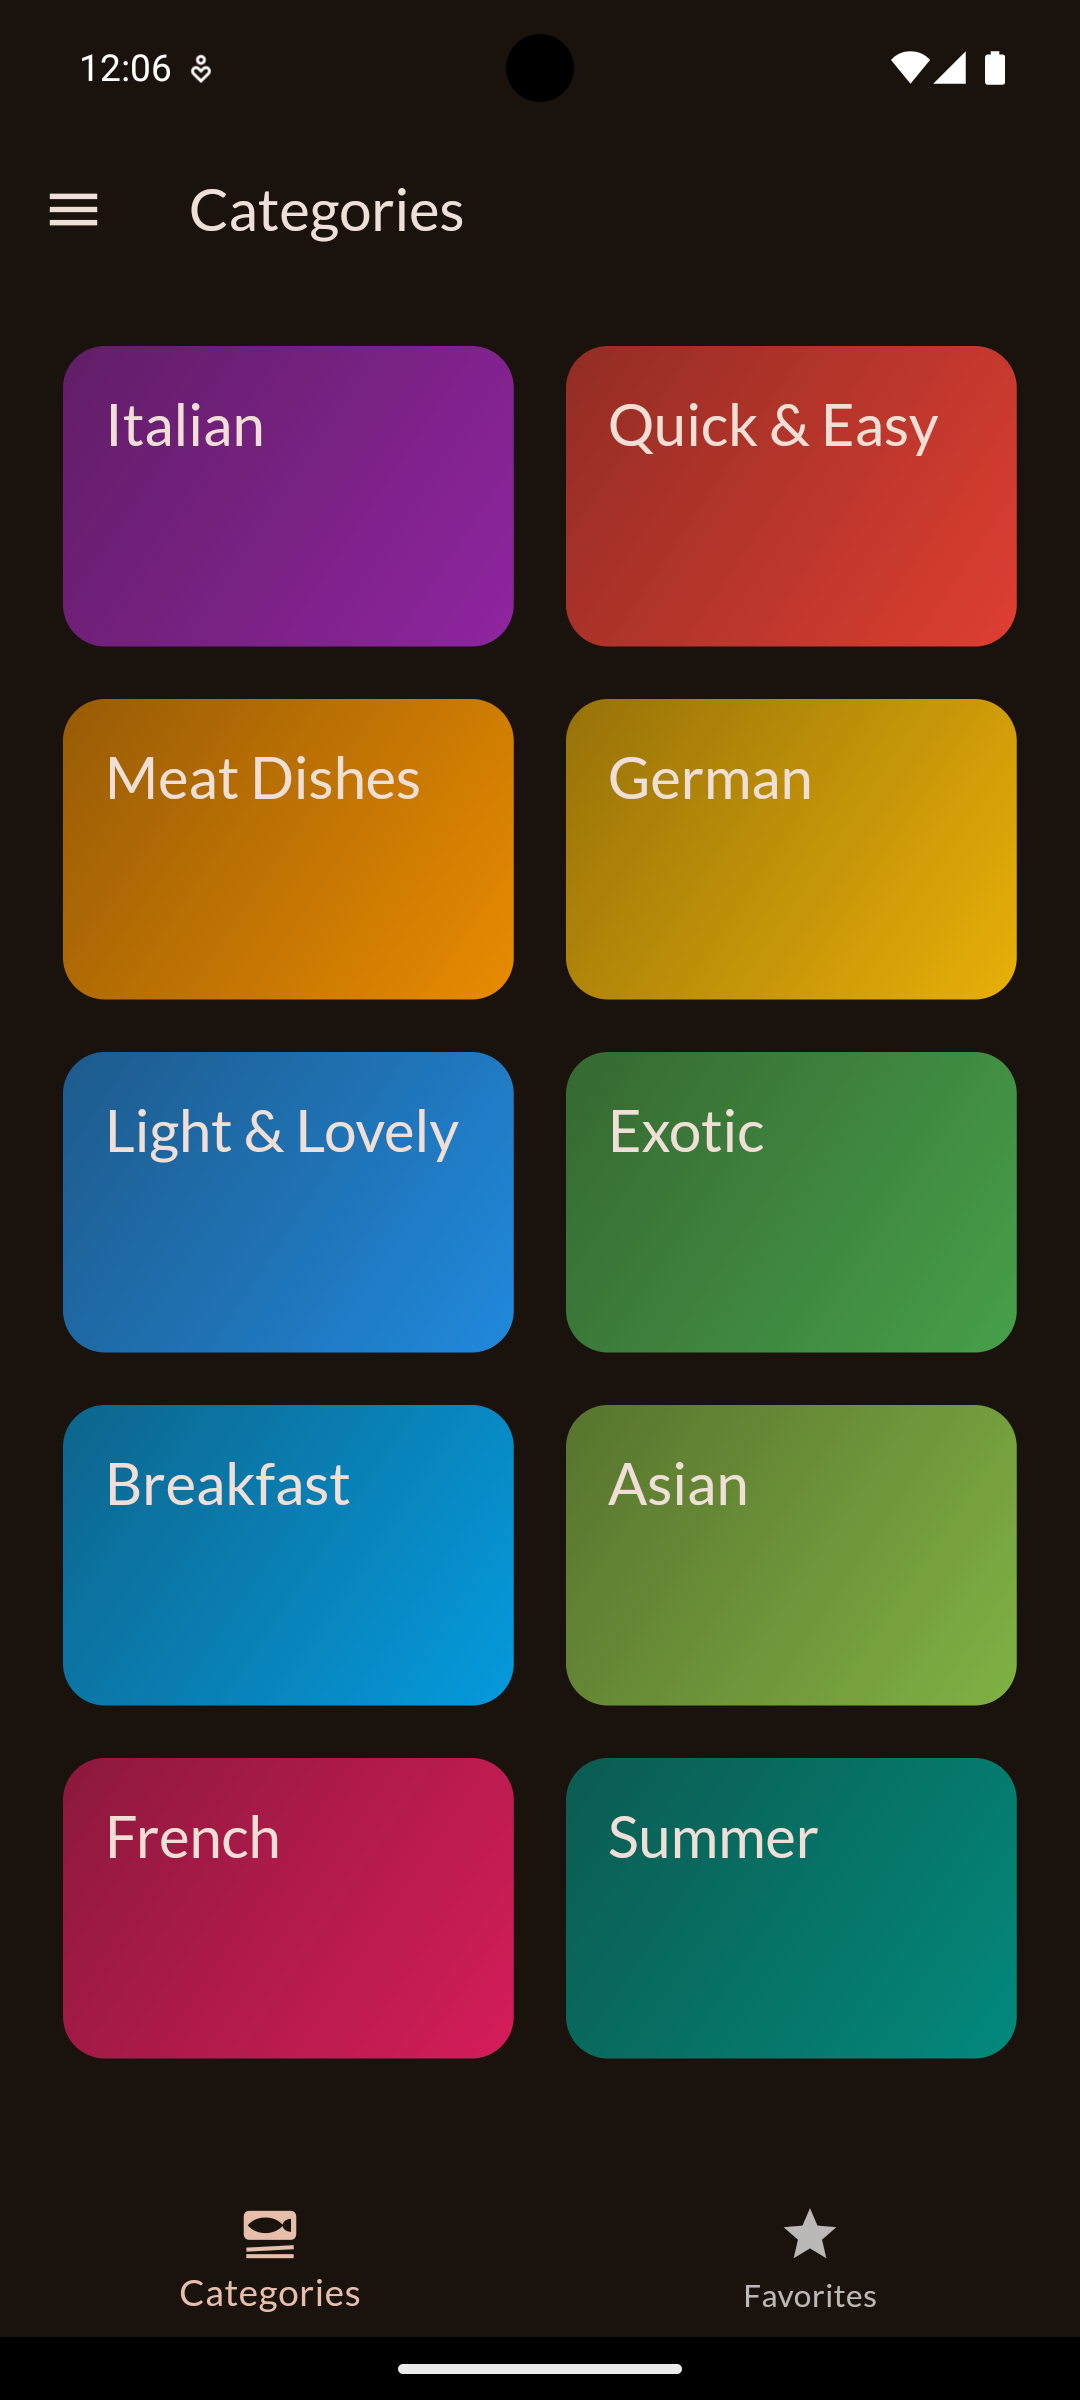 12:06
Categories
Italian
Quick & Easy
Meat Dishes
German
Light & Lovely
Exotic
Breakfast
Asian
French
Summer
Categories
Favorites